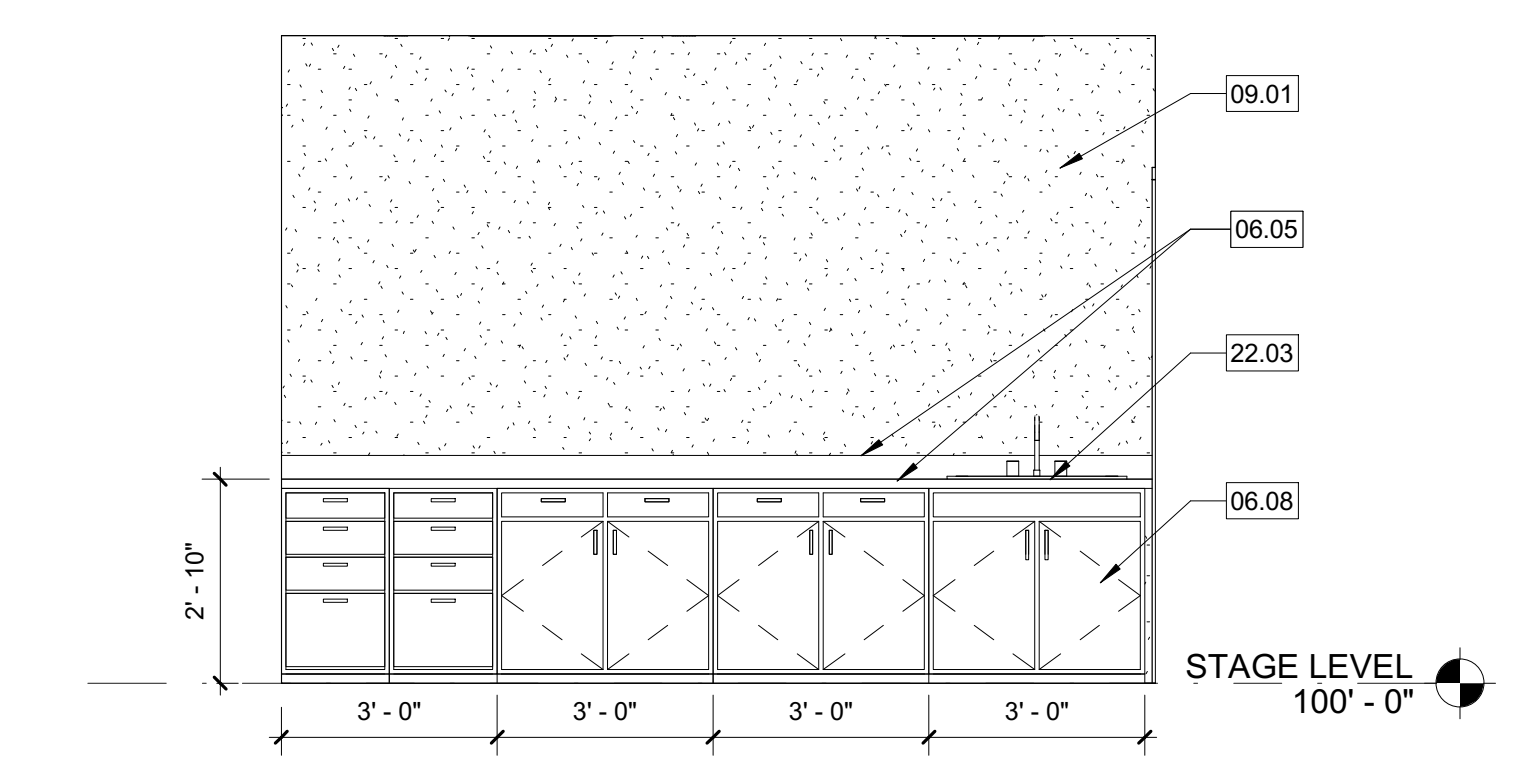 09.01
06.05
22.03
06.08
2' - 10"
STAGE LEVEL
100' - 0"
3' - 0"
3' - 0"
3' - 0"
3' - 0"